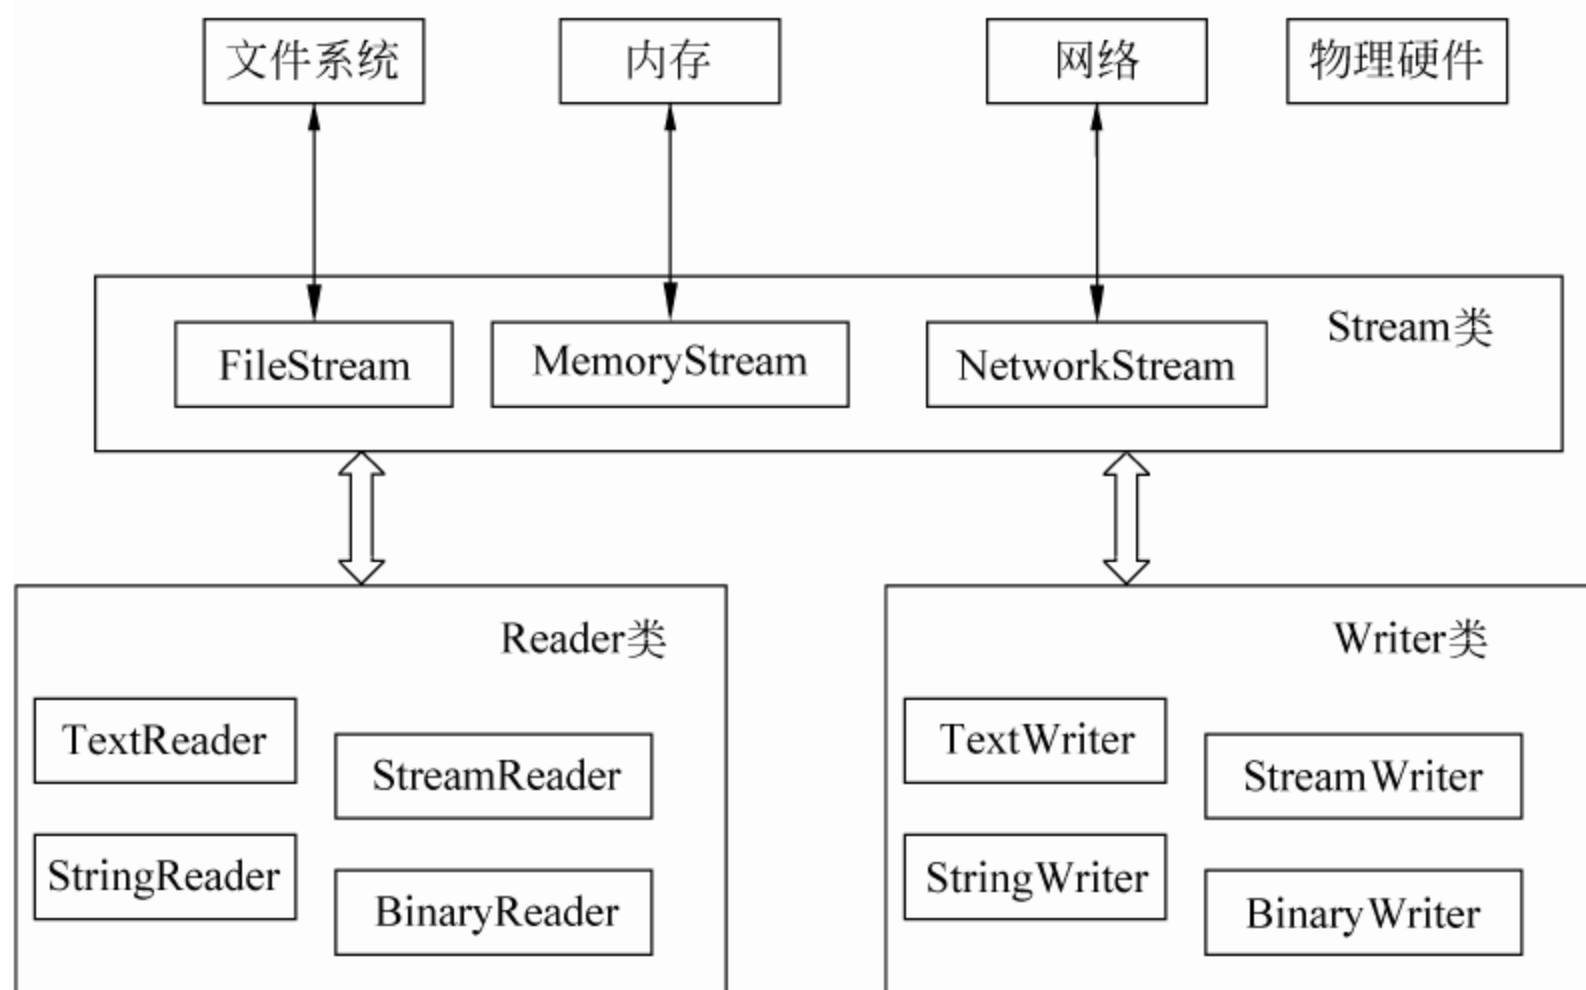 文件系统
内存
网络
物理硬件
Stream类
FileStream
MemoryStream
NetworkStream
Reader类
TextReader
StreamReader
StringReader
BinaryReader
Writer类
TextWriter
StreamWriter
StringWriter
BinaryWriter